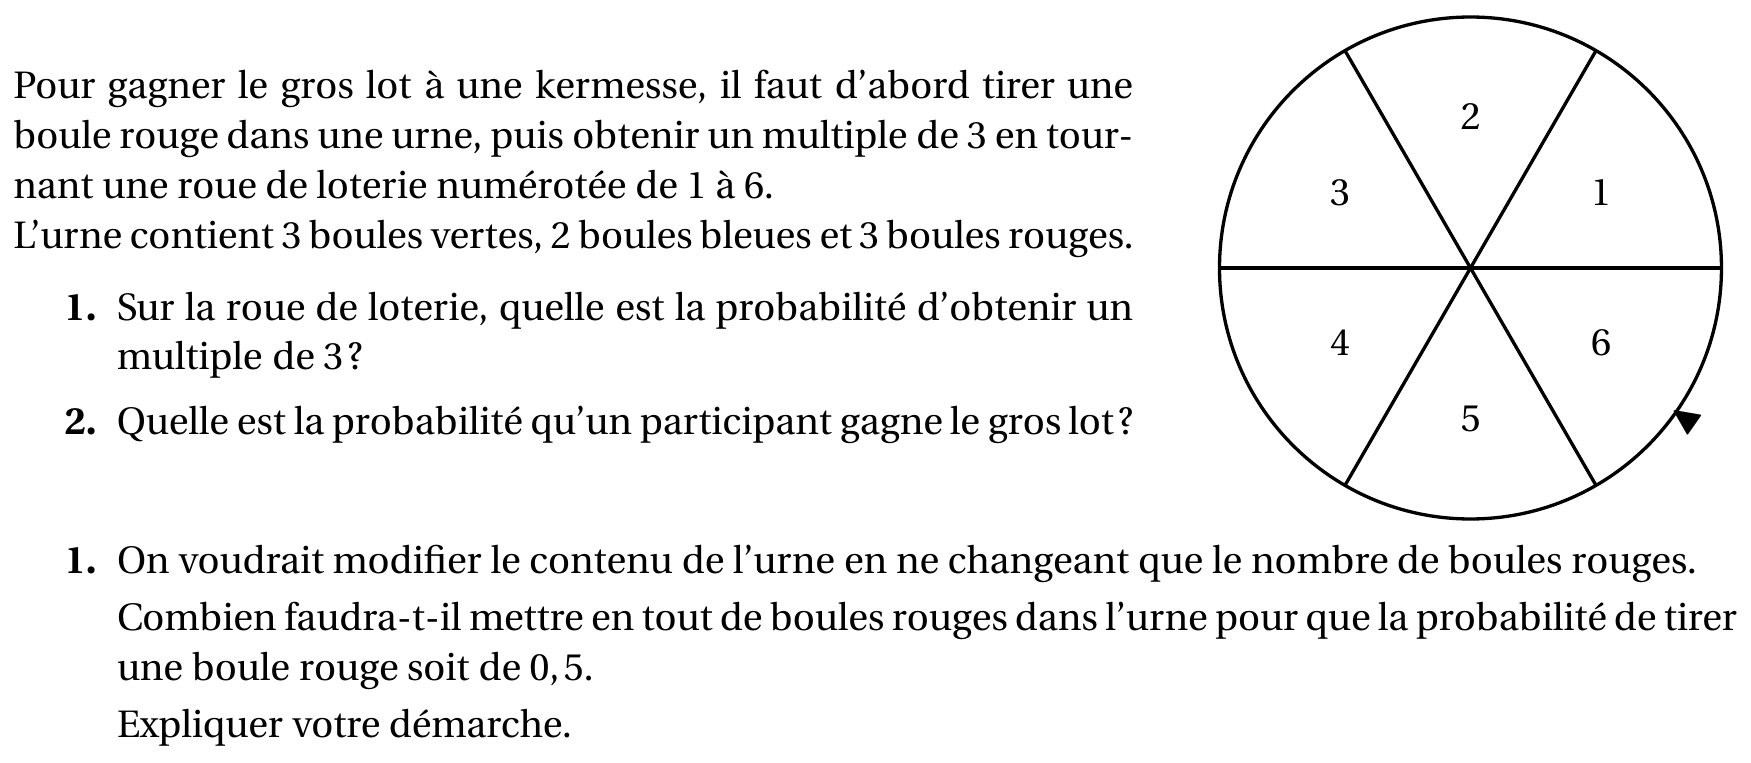 Pour gagner le gros lot à une kermesse, il faut d'abord tirer une
boule rouge dans une urne, puis obtenir un multiple de 3 en tour-
nant une roue de loterie numérotée de 1 à 6.
L'urne contient 3 boules vertes, 2 boules bleues et 3 boules rouges.
1. Sur la roue de loterie, quelle est la probabilité d'obtenir un
multiple de 3 ?
2. Quelle est la probabilité qu'un participant gagne le gros lot ?
2
3
1
4
6
5
1. On voudrait modifier le contenu de l'urne en ne changeant que le nombre de boules rouges.
Combien faudra-t-il mettre en tout de boules rouges dans l'urne pour que la probabilité de tirer
une boule rouge soit de 0,5.
Expliquer votre démarche.